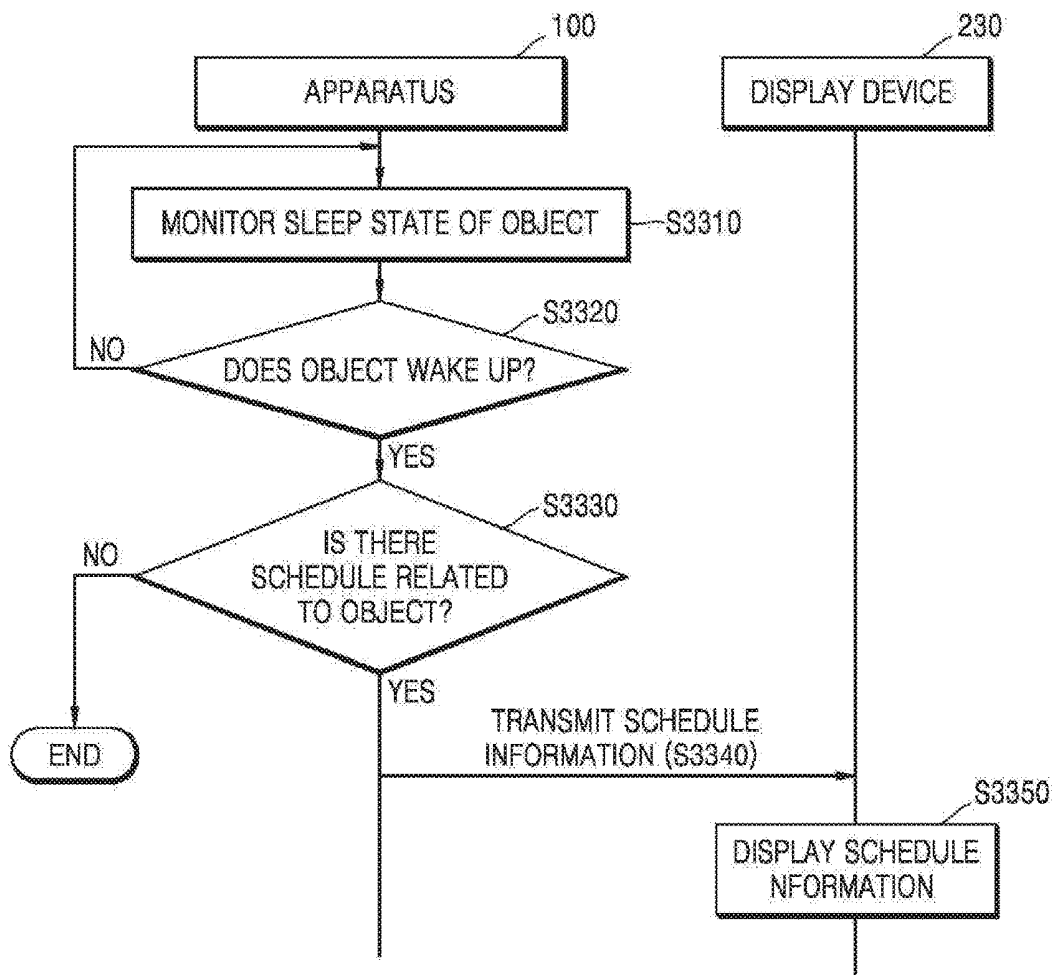 100
230
APPARATUS
DISPLAY DEVICE
MONITOR SLEEP STATE OF OBJECT
S3310
S3320
NO
DOES OBJECT WAKE UP?
YES
S3330
NO
IS THERE
SCHEDULE RELATED
TO OBJECT?
YES
TRANSMIT SCHEDULE
INFORMATION (S3340)
END
S3350
DISPLAY SCHEDULE
NFORMATION